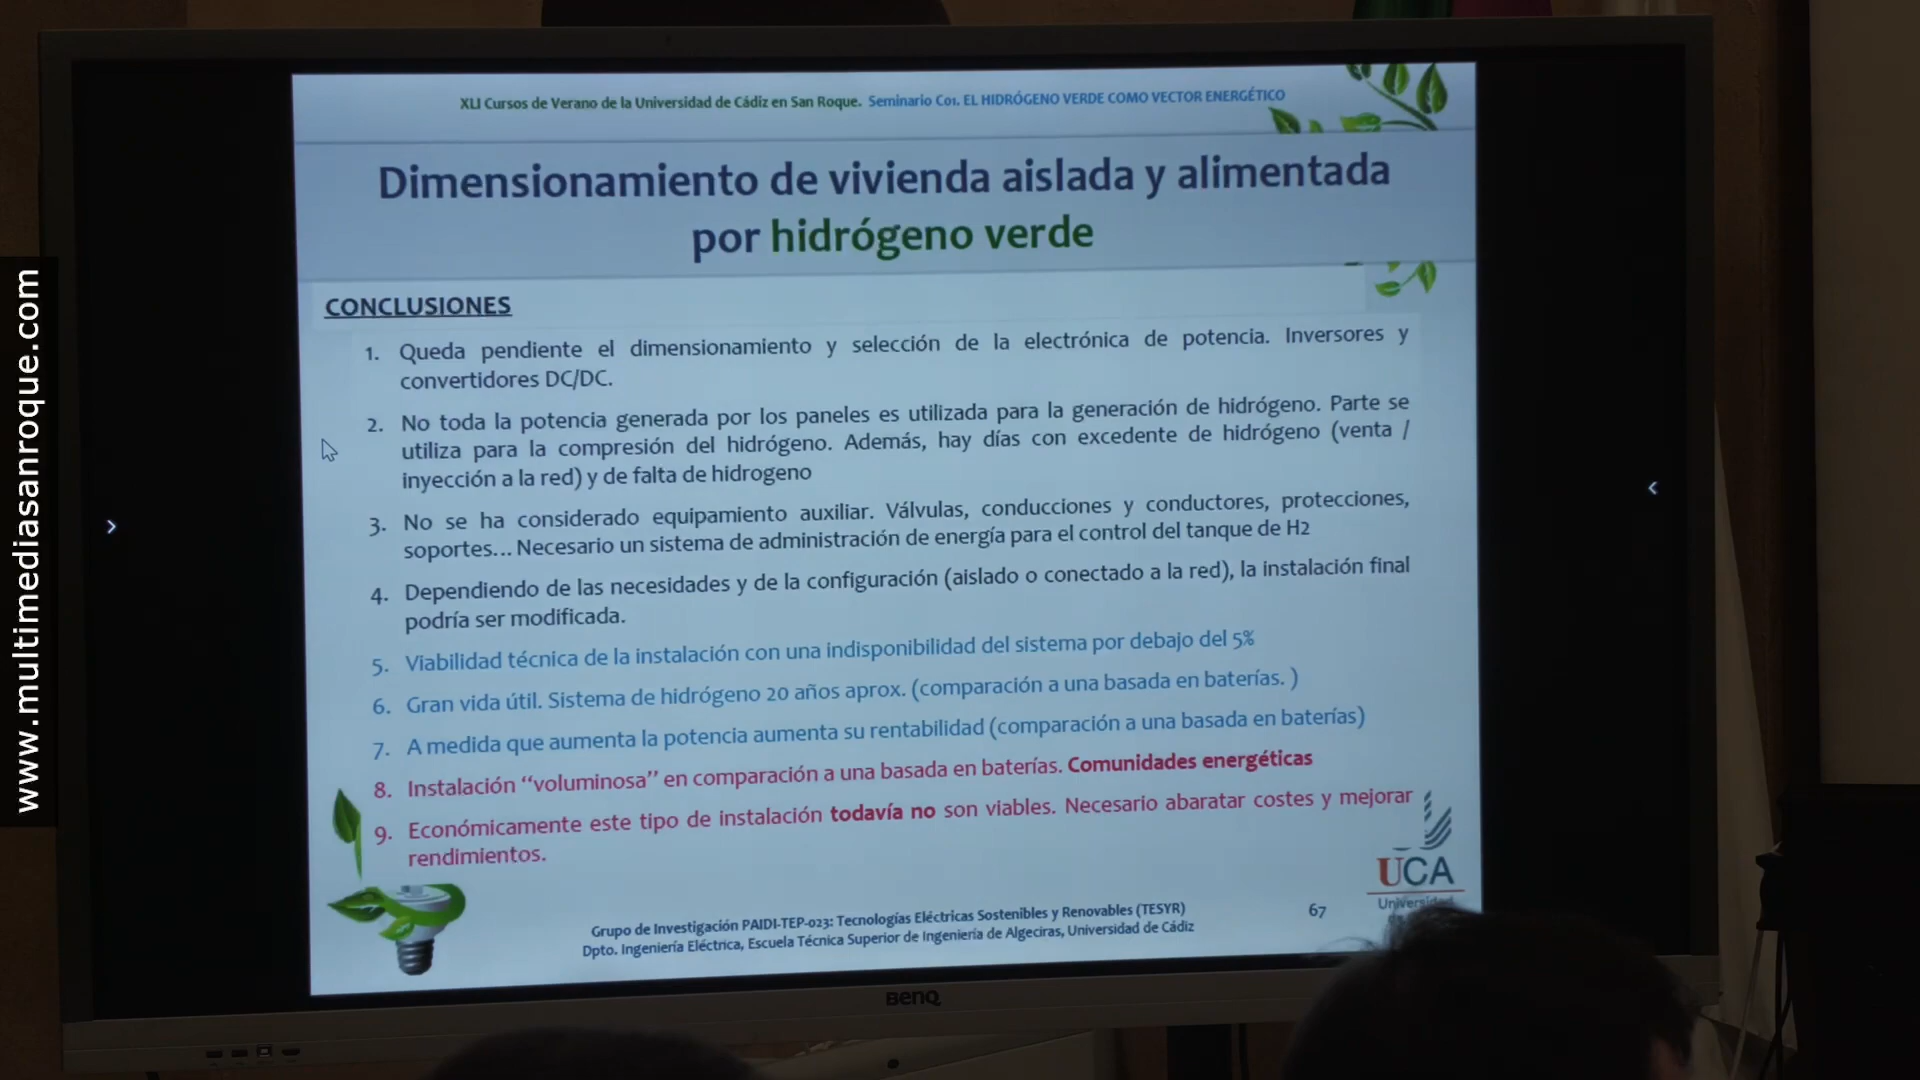 XLI Cursos de Verano de la Universidad de Cádiz en San Roque. Seminario C01. EL HIDRÓGENO VERDE COMO VECTOR ENERGÉTICO
Dimensionamiento de vivienda aislada y alimentada
por hidrógeno verde
CONCLUSIONES
1. Queda pendiente el dimensionamiento y selección de la electrónica de potencia. Inversores y
convertidores DC/DC.
2. No toda la potencia generada por los paneles es utilizada para la generación de hidrógeno. Parte se
utiliza para la compresión del hidrógeno. Además, hay días con excedente de hidrógeno (venta /
inyección a la red) y de falta de hidrogeno
3. No se ha considerado equipamiento auxiliar. Válvulas, conducciones y conductores, protecciones,
soportes... Necesario un sistema de administración de energía para el control del tanque de H2
4. Dependiendo de las necesidades y de la configuración (aislado o conectado a la red), la instalación final
podría ser modificada.
5. Viabilidad técnica de la instalación con una indisponibilidad del sistema por debajo del 5%
6. Gran vida útil. Sistema de hidrógeno 20 años aprox. (comparación a una basada en baterías. )
7. A medida que aumenta la potencia aumenta su rentabilidad (comparación a una basada en baterías)
8. Instalación “voluminosa” en comparación a una basada en baterías. Comunidades energéticas
9. Económicamente este tipo de instalación todavía no son viables. Necesario abaratar costes y mejorar
rendimientos.
UCA
Universidad
Grupo de Investigación PAIDI-TEP-023: Tecnologías Eléctricas Sostenibles y Renovables (TESYR)
Dpto. Ingeniería Eléctrica, Escuela Técnica Superior de Ingeniería de Algeciras, Universidad de Cádiz
67
BenQ
www.multimediasanroque.com